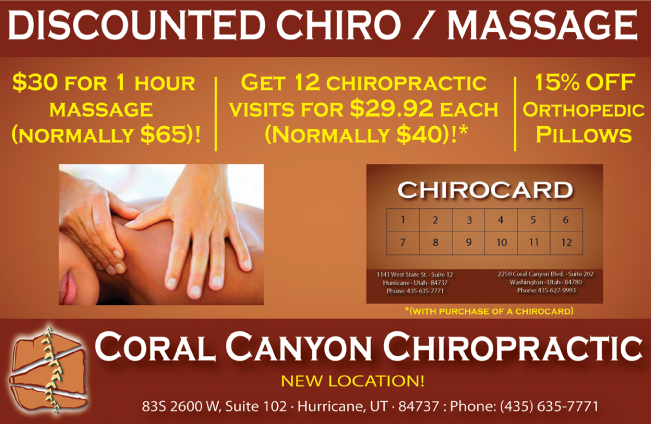 DISCOUNTED CHIRO / MASSAGE
$30 FOR 1 HOUR
MASSAGE
(NORMALLY $65)!
GET 12 CHIROPRACTIC
VISITS FOR $29.92 EACH
(NORMALLY $40)!*
15% OFF
ORTHOPEDIC
PILLOWS
CHIROCARD
1 2 3 4 5 6
7 8 9 10 11 12
1141 West State St. · Suite 12
Hurricane · Utah · 84737
Phone: 435-635-7771
2250 Coral Canyon Blvd. · Suite 202
Washington · Utah · 84780
Phone: 435-627-9993
*(WITH PURCHASE OF A CHIROCARD)
CORAL CANYON CHIROPRACTIC
NEW LOCATION!
83S 2600 W, Suite 102 · Hurricane, UT · 84737 : Phone: (435) 635-7771